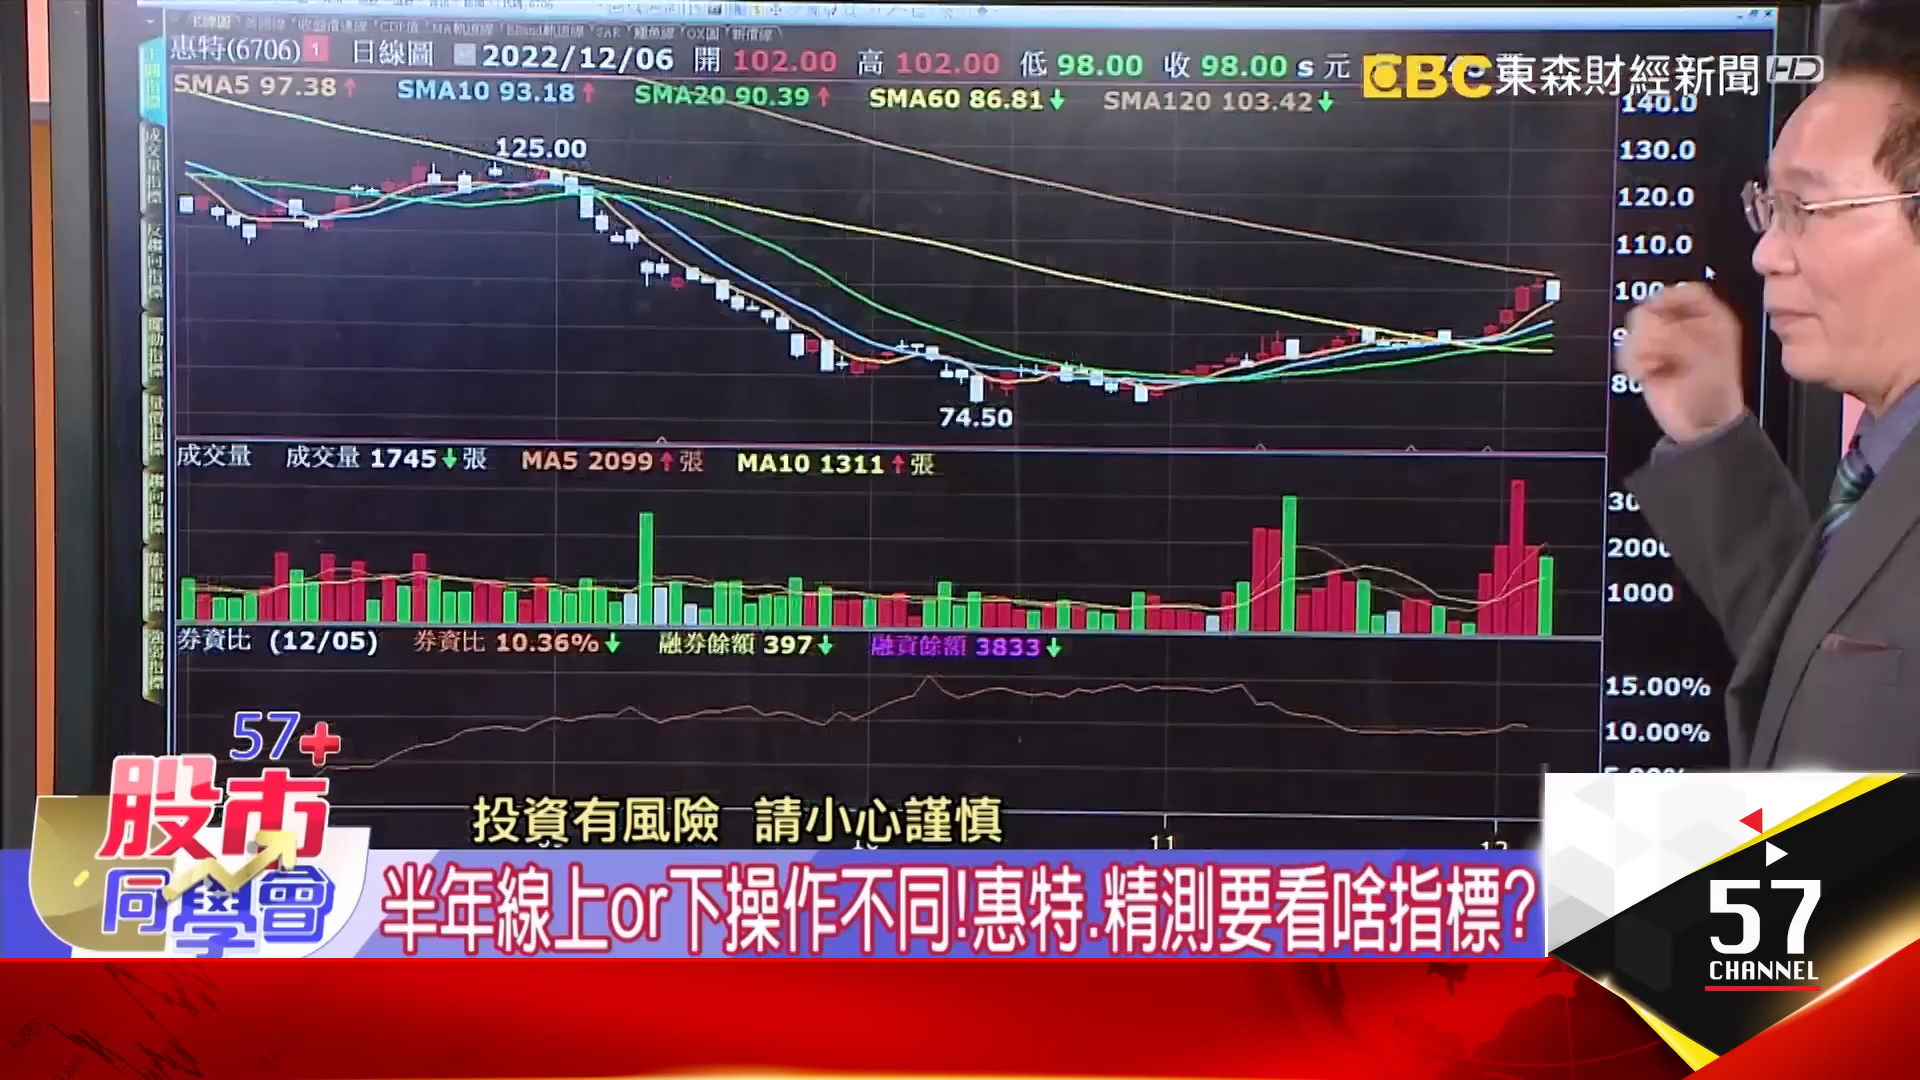 惠特(6706) 1 日線圖 2022/12/06 開 102.00 高 102.00 低 98.00 收 98.00 s 元
EBC 東森財經新聞 HD
SMA5 97.38↑ SMA10 93.18↑ SMA20 90.39↑ SMA60 86.81↓ SMA120 103.42↓
140.0
125.00
130.0
120.0
110.0
74.50
成交量 成交量 1745↓張 MA5 2099↑張 MA10 1311↑張
2000
1000
券資比 (12/05) 券資比 10.36%↓ 融券餘額 397↓ 融資餘額 3833↓
15.00%
10.00%
57+
股市
同學會
投資有風險 請小心謹慎
11
半年線上or下操作不同!惠特.精測要看啥指標?
57
CHANNEL